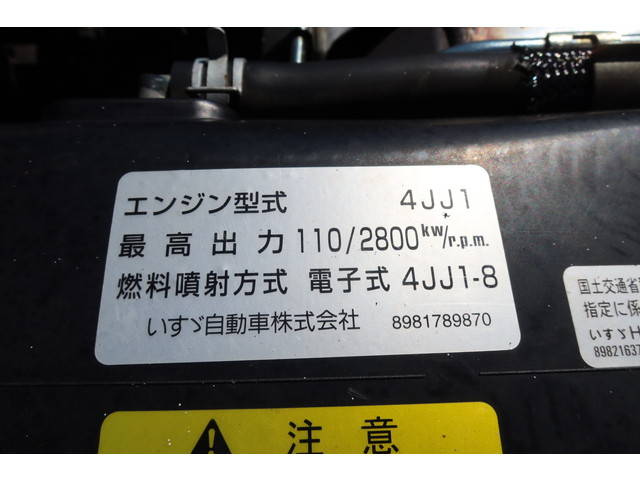 エンジン型式 4JJ1
最高出力 110/2800 kw/r.p.m.
燃料噴射方式 電子式 4JJ1-8
いすゞ自動車株式会社 8981789870
国土交通省
指定に係
いすゞH
89821637
注意